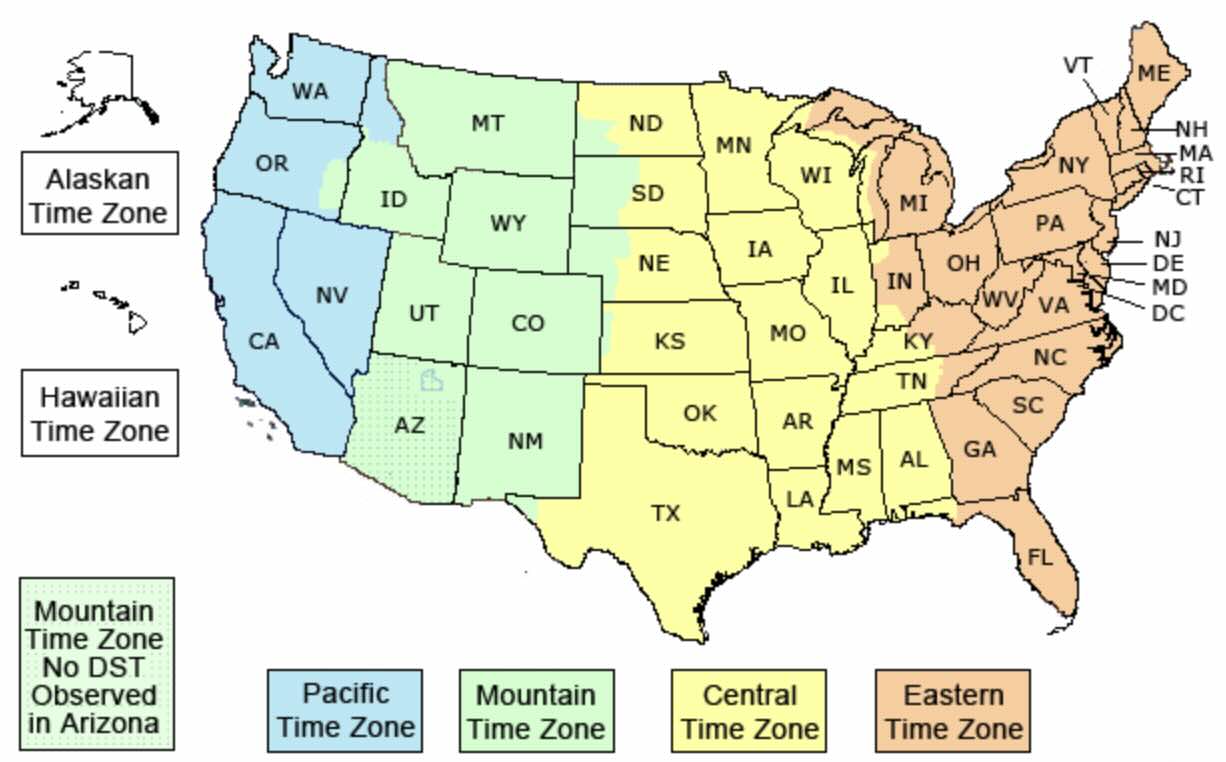 VT
ME
WA
MT
ND
MN
NH
MA
RI
CT
OR
ID
WY
SD
WI
MI
NY
PA
NJ
DE
MD
DC
NV
UT
CO
NE
IA
IL
IN
OH
WV
VA
CA
KS
MO
KY
NC
TN
AZ
NM
OK
AR
SC
MS
AL
GA
LA
TX
FL
Alaskan
Time Zone
Hawaiian
Time Zone
Mountain
Time Zone
No DST
Observed
in Arizona
Pacific
Time Zone
Mountain
Time Zone
Central
Time Zone
Eastern
Time Zone